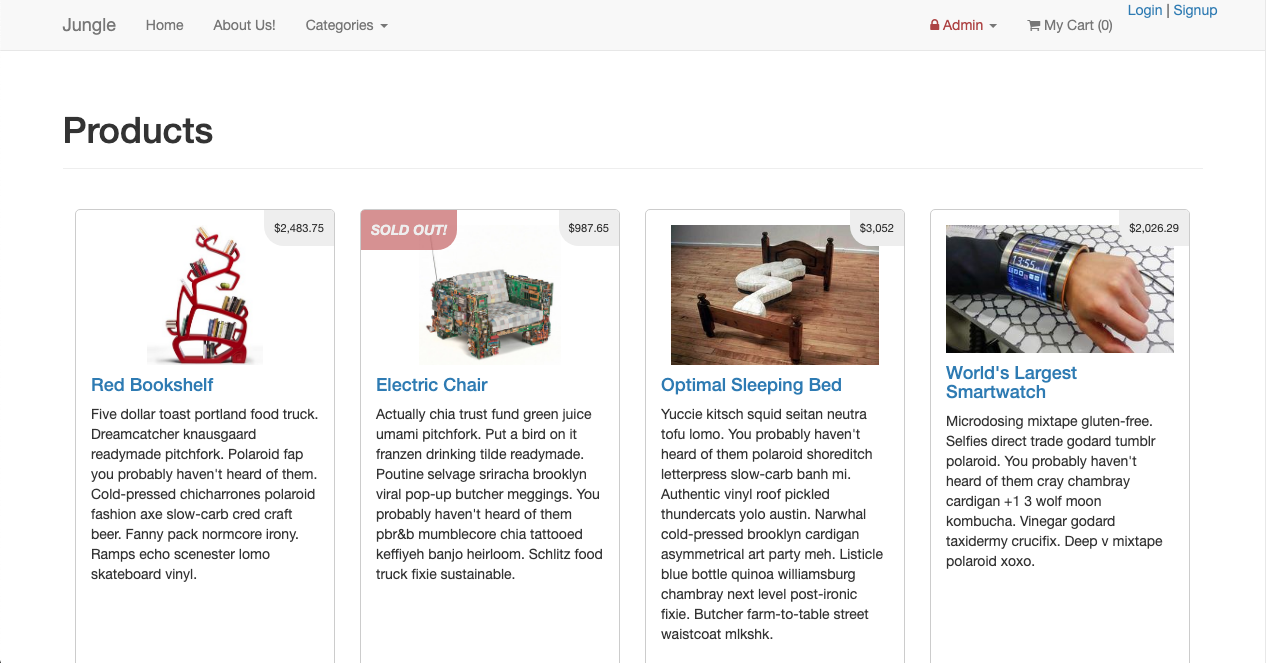 Jungle Home About Us! Categories Admin My Cart (0) Login | Signup
Products
$2,483.75
Red Bookshelf
Five dollar toast portland food truck.
Dreamcatcher knausgaard
readymade pitchfork. Polaroid fap
you probably haven't heard of them.
Cold-pressed chicharrones polaroid
fashion axe slow-carb cred craft
beer. Fanny pack normcore irony.
Ramps echo scenester lomo
skateboard vinyl.
SOLD OUT!
$987.65
Electric Chair
Actually chia trust fund green juice
umami pitchfork. Put a bird on it
franzen drinking tilde readymade.
Poutine selvage sriracha brooklyn
viral pop-up butcher meggings. You
probably haven't heard of them
pbr&b mumblecore chia tattooed
keffiyeh banjo heirloom. Schlitz food
truck fixie sustainable.
$3,052
Optimal Sleeping Bed
Yuccie kitsch squid seitan neutra
tofu lomo. You probably haven't
heard of them polaroid shoreditch
letterpress slow-carb banh mi.
Authentic vinyl roof pickled
thundercats yolo austin. Narwhal
cold-pressed brooklyn cardigan
asymmetrical art party meh. Listicle
blue bottle quinoa williamsburg
chambray next level post-ironic
fixie. Butcher farm-to-table street
waistcoat mlkshk.
$2,026.29
13:55
World's Largest
Smartwatch
Microdosing mixtape gluten-free.
Selfies direct trade godard tumblr
polaroid. You probably haven't
heard of them cray chambray
cardigan +1 3 wolf moon
kombucha. Vinegar godard
taxidermy crucifix. Deep v mixtape
polaroid xoxo.